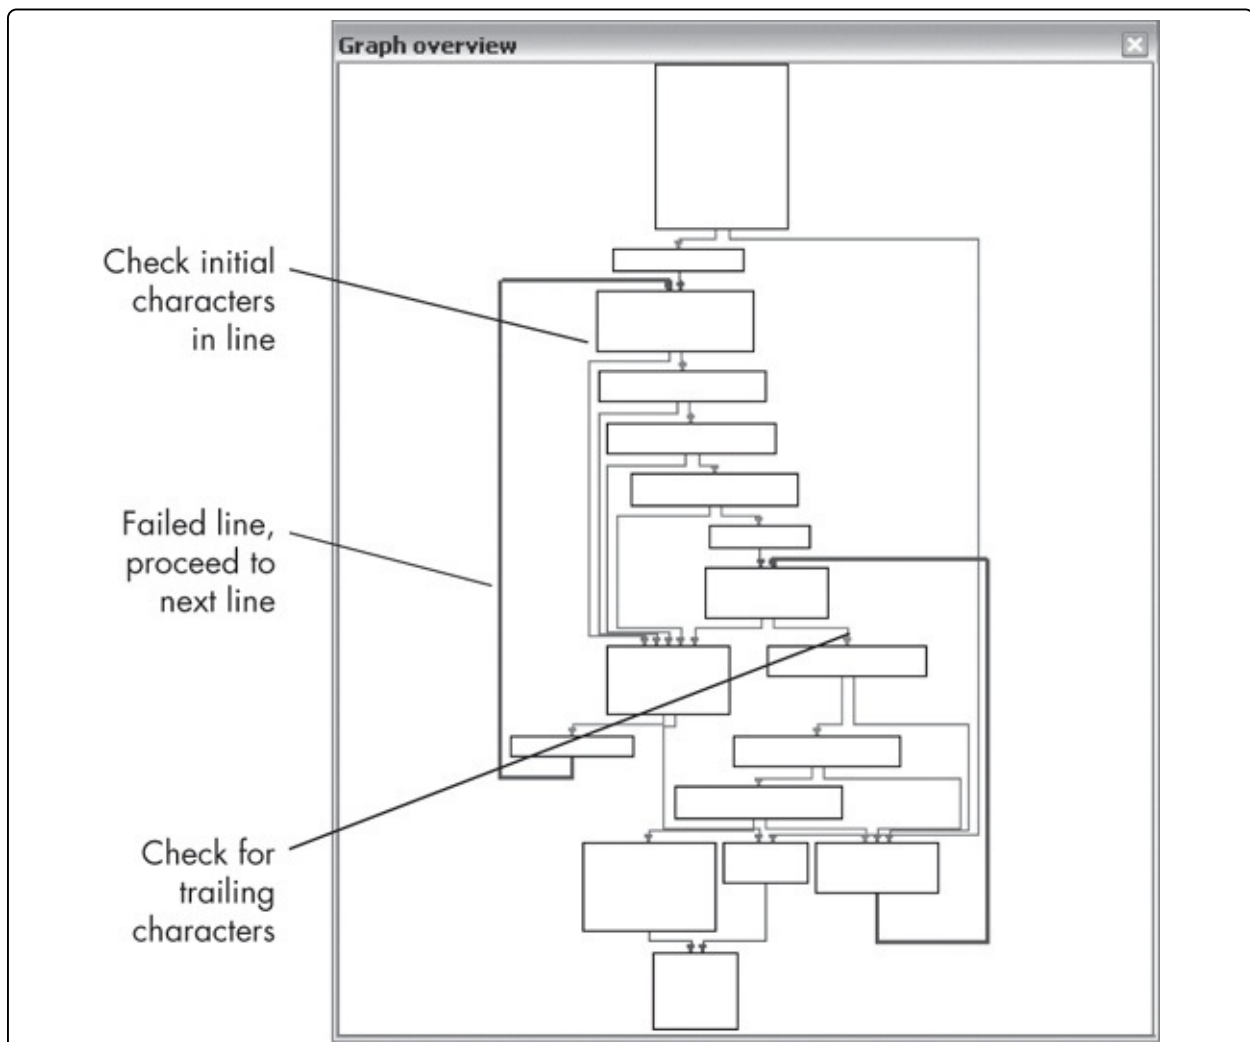 Graph overview
Check initial
characters
in line
Failed line,
proceed to
next line
Check for
trailing
characters